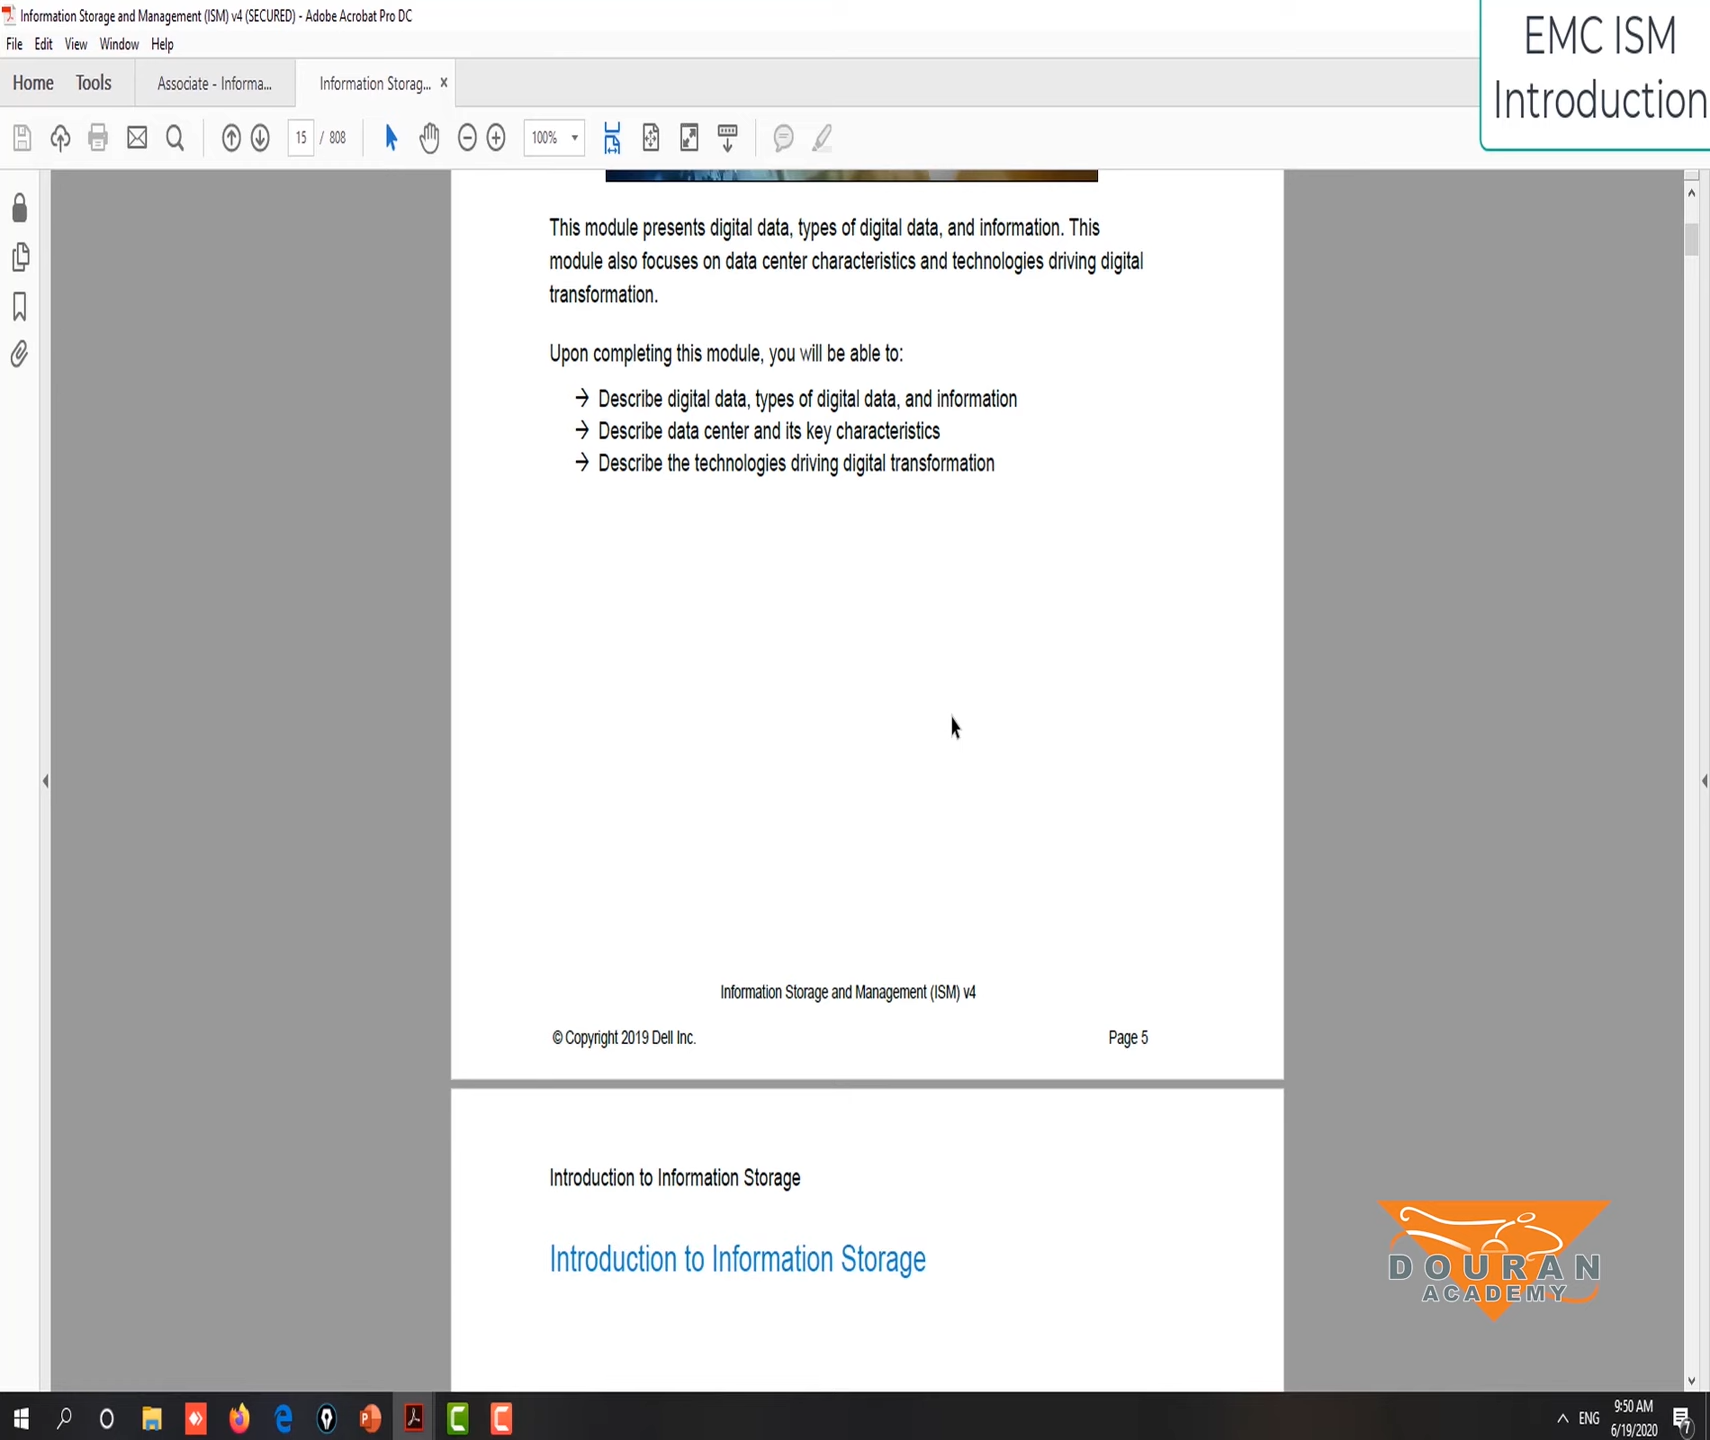 Information Storage and Management (ISM) v4 (SECURED) - Adobe Acrobat Pro DC
File Edit View Window Help
EMC ISM
Introduction
Home Tools Associate - Informa... Information Storag... ×
15 / 808 100%
This module presents digital data, types of digital data, and information. This
module also focuses on data center characteristics and technologies driving digital
transformation.
Upon completing this module, you will be able to:
→ Describe digital data, types of digital data, and information
→ Describe data center and its key characteristics
→ Describe the technologies driving digital transformation
Information Storage and Management (ISM) v4
© Copyright 2019 Dell Inc. Page 5
Introduction to Information Storage
Introduction to Information Storage
DOURAN
ACADEMY
ENG
9:50 AM
6/19/2020
7